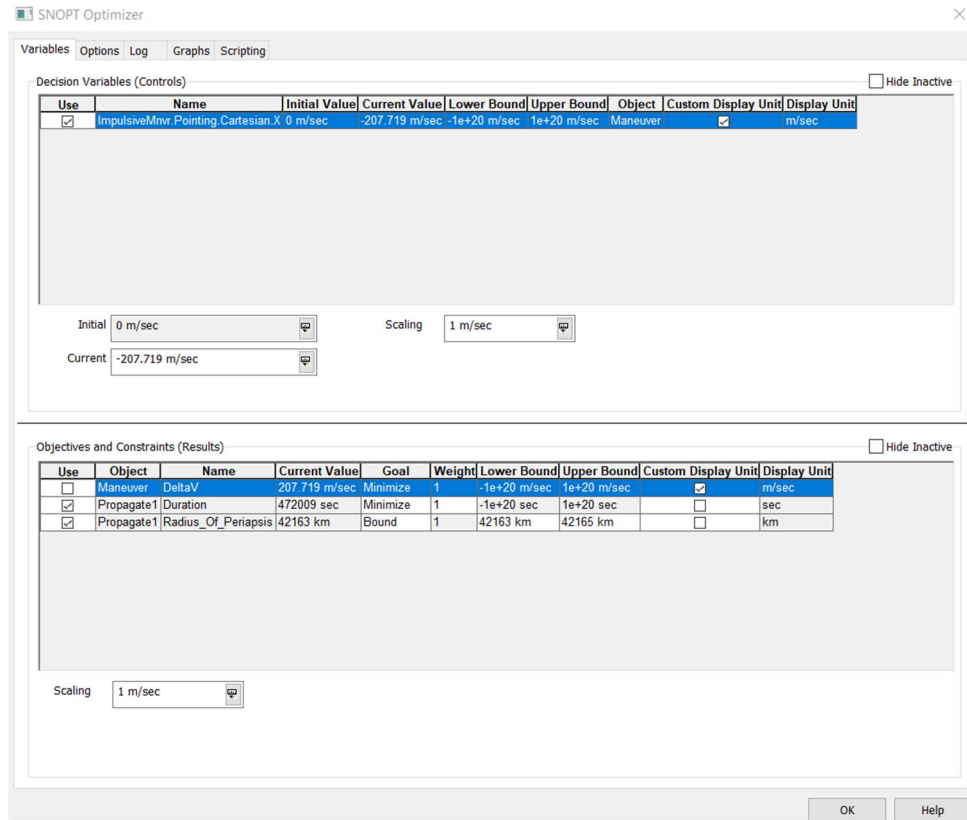 SNOPT Optimizer
Variables Options Log Graphs Scripting
Decision Variables (Controls) Hide Inactive
Use Name Initial Value Current Value Lower Bound Upper Bound Object Custom Display Unit Display Unit
ImpulsiveMnvr.Pointing.Cartesian.X 0 m/sec -207.719 m/sec -1e+20 m/sec 1e+20 m/sec Maneuver m/sec
Initial 0 m/sec Scaling 1 m/sec
Current -207.719 m/sec
Objectives and Constraints (Results) Hide Inactive
Use Object Name Current Value Goal Weight Lower Bound Upper Bound Custom Display Unit Display Unit
Maneuver DeltaV 207.719 m/sec Minimize 1 -1e+20 m/sec 1e+20 m/sec m/sec
Propagate1 Duration 472009 sec Minimize 1 -1e+20 sec 1e+20 sec sec
Propagate1 Radius_Of_Periapsis 42163 km Bound 1 42163 km 42165 km km
Scaling 1 m/sec
OK Help